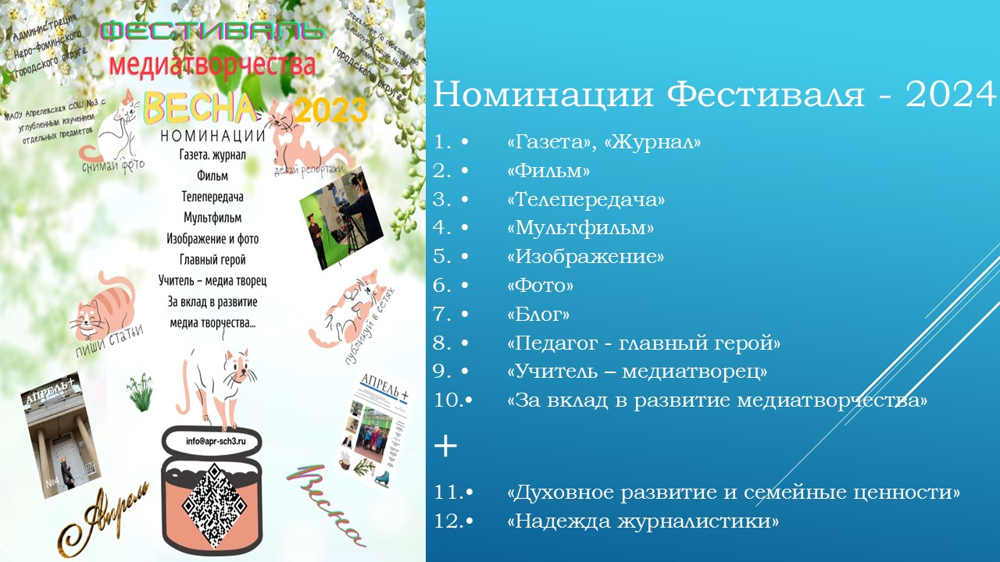 Администрация
Наро-Фоминского
городского округа
ФЕСТИВАЛЬ
медиатворчества
Управление по образованию
Администрации Наро-
Фоминского
городского округа
ВЕСНА 2023
МАОУ Апрелевская СОШ №3 с
углубленным изучением
отдельных предметов
НОМИНАЦИИ
снимай фото
делай репортажи
Газета. журнал
Фильм
Телепередача
Мультфильм
Изображение и фото
Главный герой
Учитель – медиа творец
За вклад в развитие
медиа творчества...
пиши статьи
публикуй в сетях
АПРЕЛЬ+
№4
АПРЕЛЬ+
info@apr-sch3.ru
Апрель
Весна
Номинации Фестиваля - 2024
1. • «Газета», «Журнал»
2. • «Фильм»
3. • «Телепередача»
4. • «Мультфильм»
5. • «Изображение»
6. • «Фото»
7. • «Блог»
8. • «Педагог - главный герой»
9. • «Учитель – медиатворец»
10.• «За вклад в развитие медиатворчества»
+
11.• «Духовное развитие и семейные ценности»
12.• «Надежда журналистики»